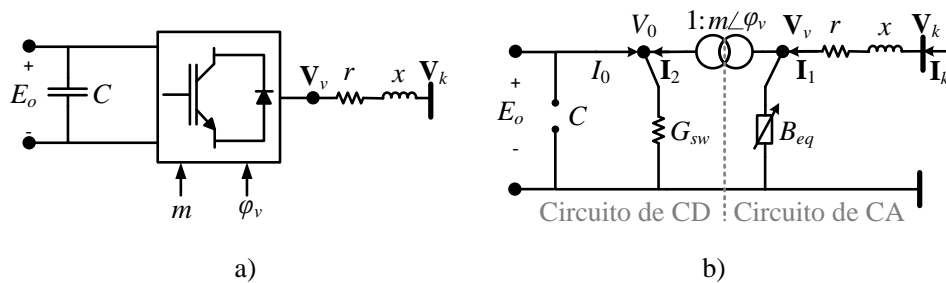 +
E_o
-
C
V_v
r
x
V_k
m
φ_v
a)
V_0
1:m∠φ_v
V_v
r
x
V_k
I_0
I_2
I_1
I_k
+
E_o
-
C
G_sw
B_eq
Circuito de CD
Circuito de CA
b)